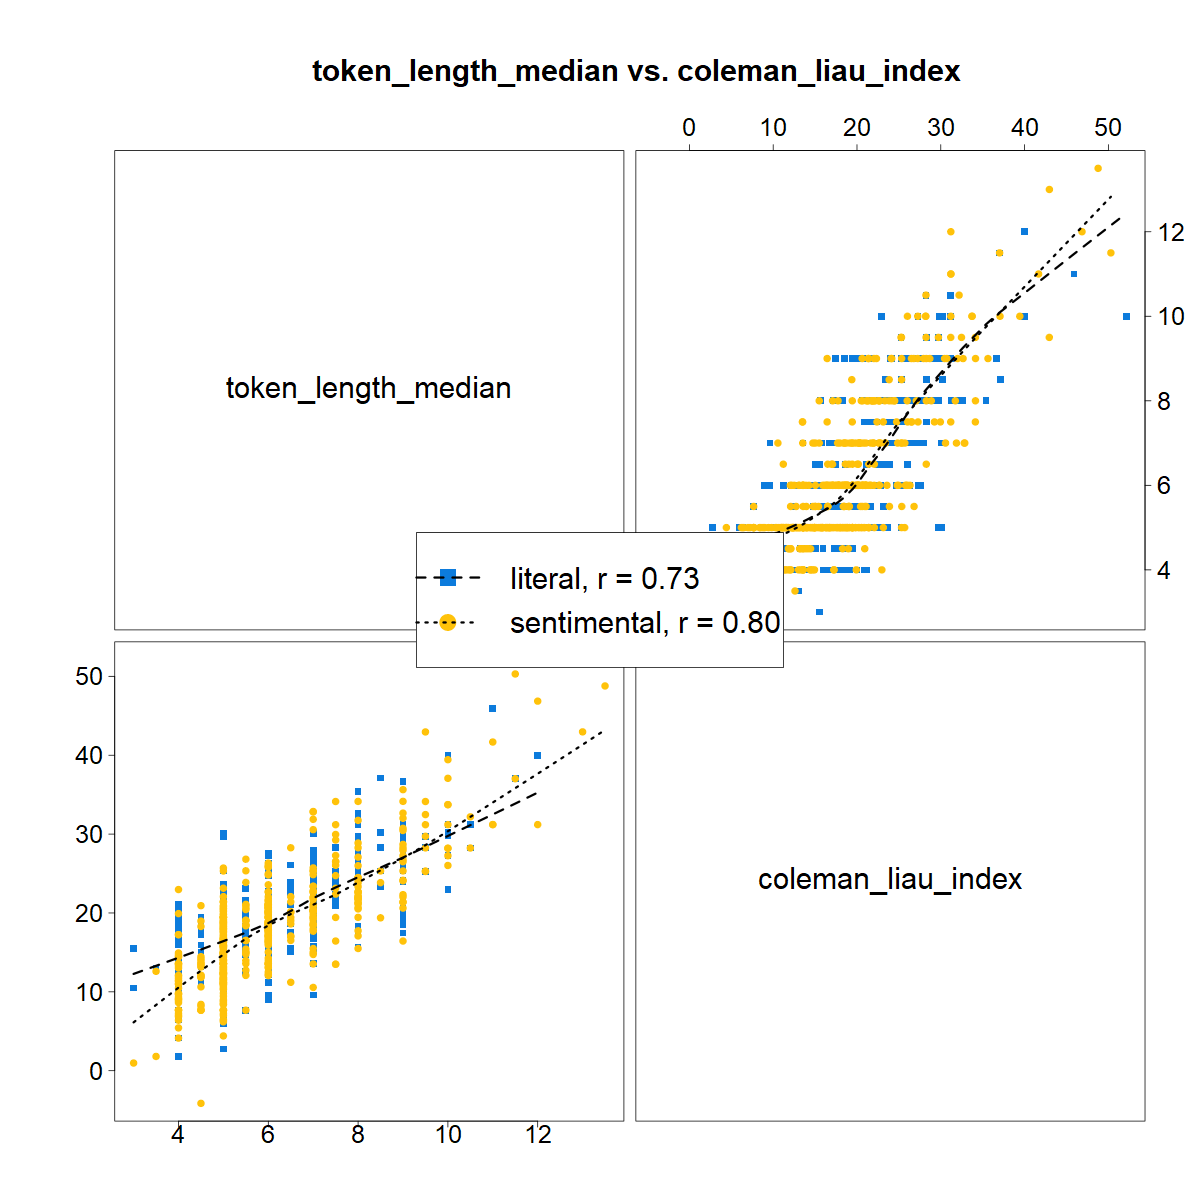 token_length_median vs. coleman_liau_index
0 10 20 30 40 50
token_length_median
12
10
8
6
4
literal, r = 0.73
sentimental, r = 0.80
50
40
30
20
10
0
coleman_liau_index
4 6 8 10 12